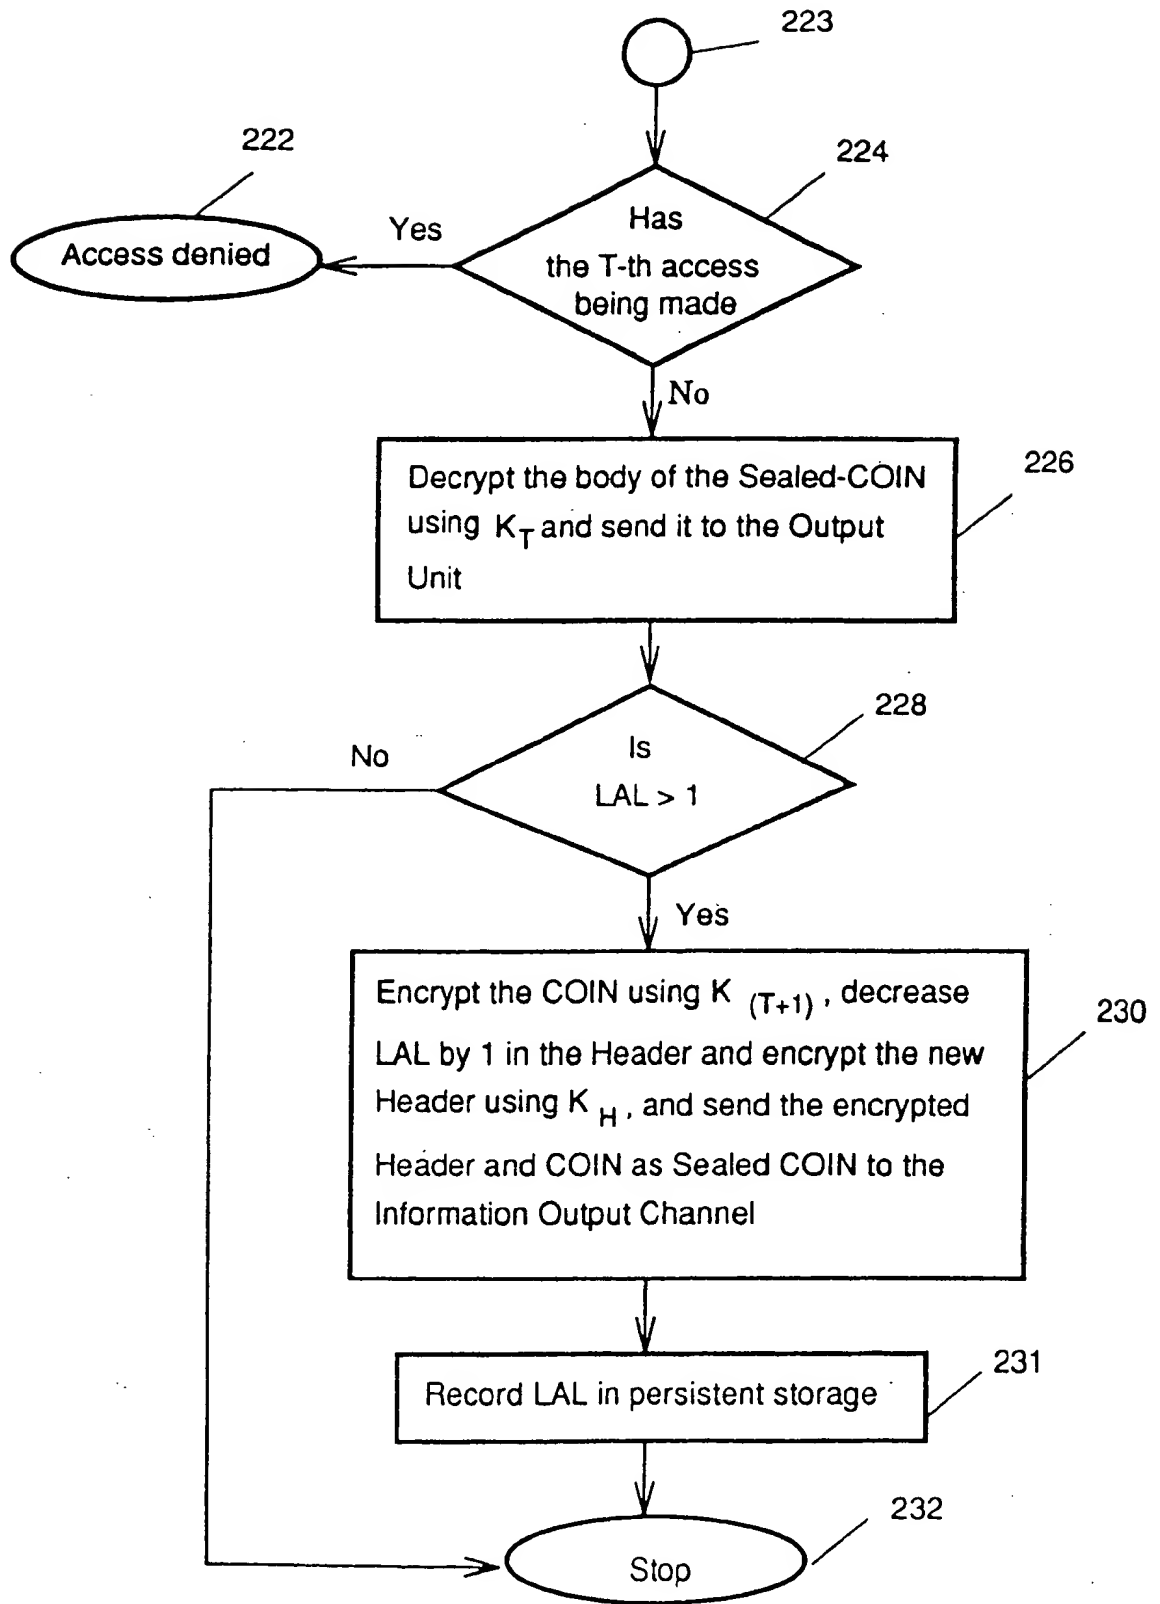 223
222
224
Yes
Access denied
Has
the T-th access
being made
No
226
Decrypt the body of the Sealed-COIN
using K_T and send it to the Output
Unit
228
No
Is
LAL > 1
Yes
230
Encrypt the COIN using K (T+1), decrease
LAL by 1 in the Header and encrypt the new
Header using K H, and send the encrypted
Header and COIN as Sealed COIN to the
Information Output Channel
231
Record LAL in persistent storage
232
Stop